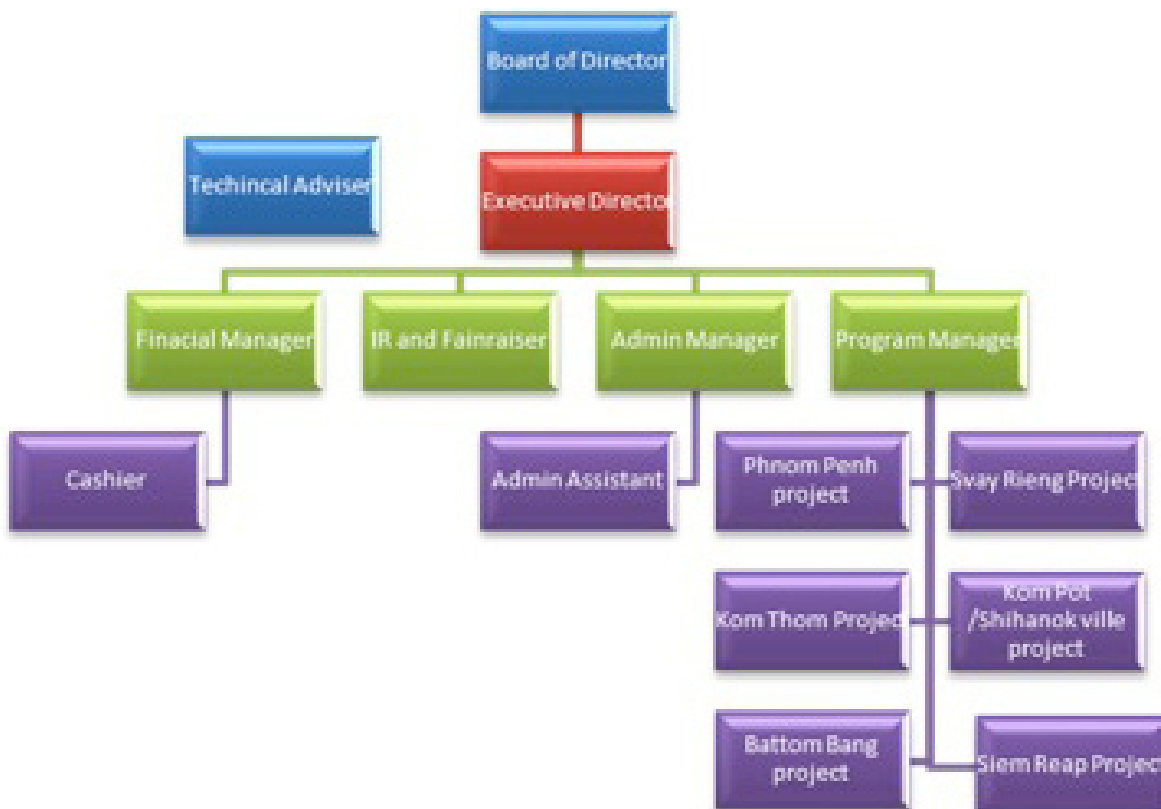 Board of Director
Techincal Adviser
Executive Director
Finacial Manager
IR and Fainraiser
Admin Manager
Program Manager
Cashier
Admin Assistant
Phnom Penh
project
Svay Rieng Project
Kom Thom Project
Kom Pot
/Shihanok ville
project
Battom Bang
project
Siem Reap Project